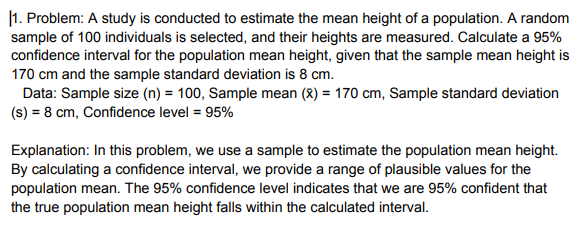 1. Problem: A study is conducted to estimate the mean height of a population. A random
sample of 100 individuals is selected, and their heights are measured. Calculate a 95%
confidence interval for the population mean height, given that the sample mean height is
170 cm and the sample standard deviation is 8 cm.
Data: Sample size (n) = 100, Sample mean (x̄) = 170 cm, Sample standard deviation
(s) = 8 cm, Confidence level = 95%
Explanation: In this problem, we use a sample to estimate the population mean height.
By calculating a confidence interval, we provide a range of plausible values for the
population mean. The 95% confidence level indicates that we are 95% confident that
the true population mean height falls within the calculated interval.